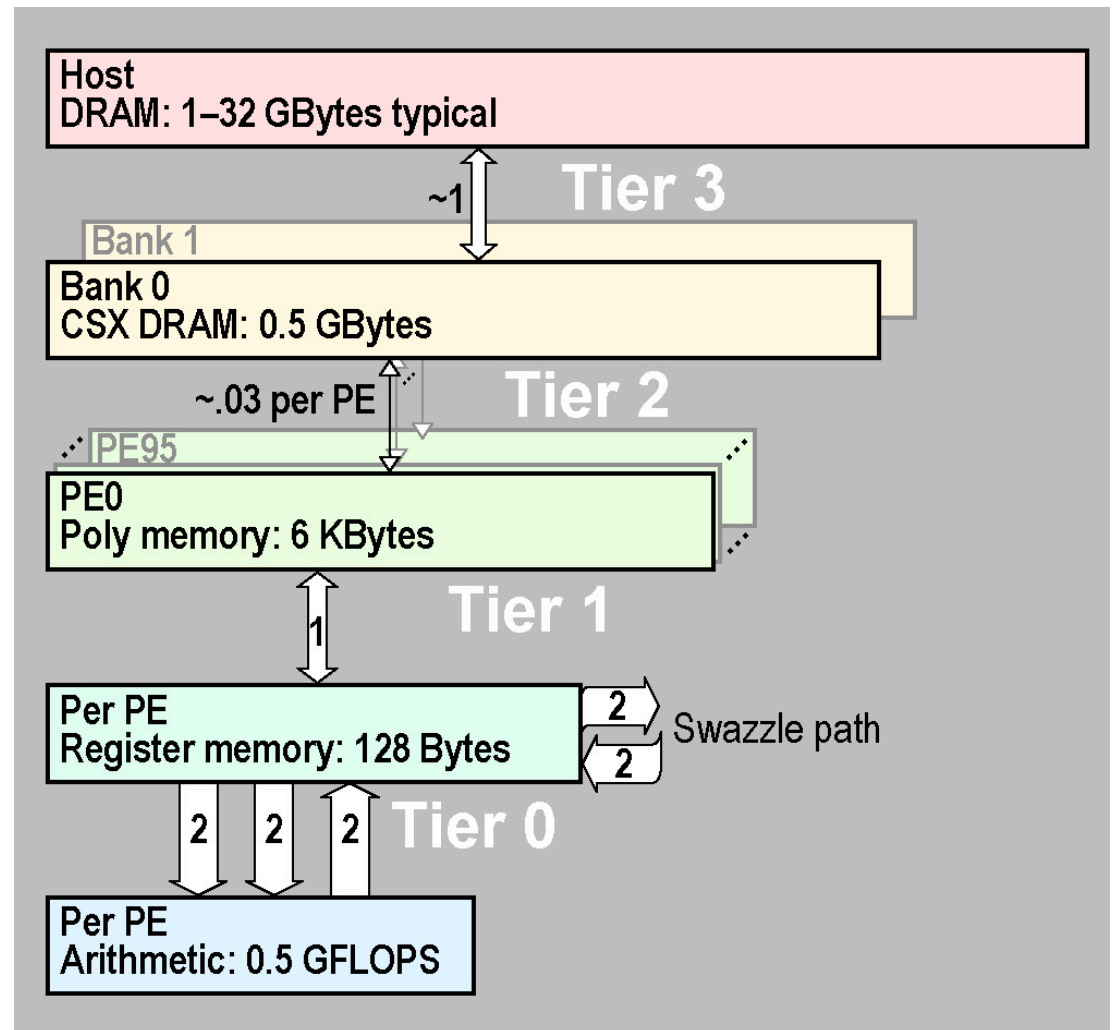 Host
DRAM: 1–32 GBytes typical
Tier 3
~1
Bank 1
Bank 0
CSX DRAM: 0.5 GBytes
Tier 2
~.03 per PE
PE95
PE0
Poly memory: 6 KBytes
Tier 1
1
Per PE
Register memory: 128 Bytes
2
Swazzle path
2
Tier 0
2 2 2
Per PE
Arithmetic: 0.5 GFLOPS